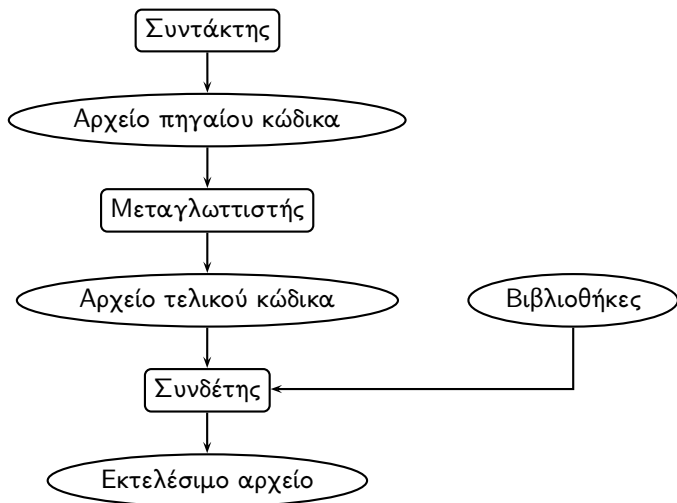 Συντάκτης
Αρχείο πηγαίου κώδικα
Μεταγλωττιστής
Αρχείο τελικού κώδικα
Βιβλιοθήκες
Συνδέτης
Εκτελέσιμο αρχείο